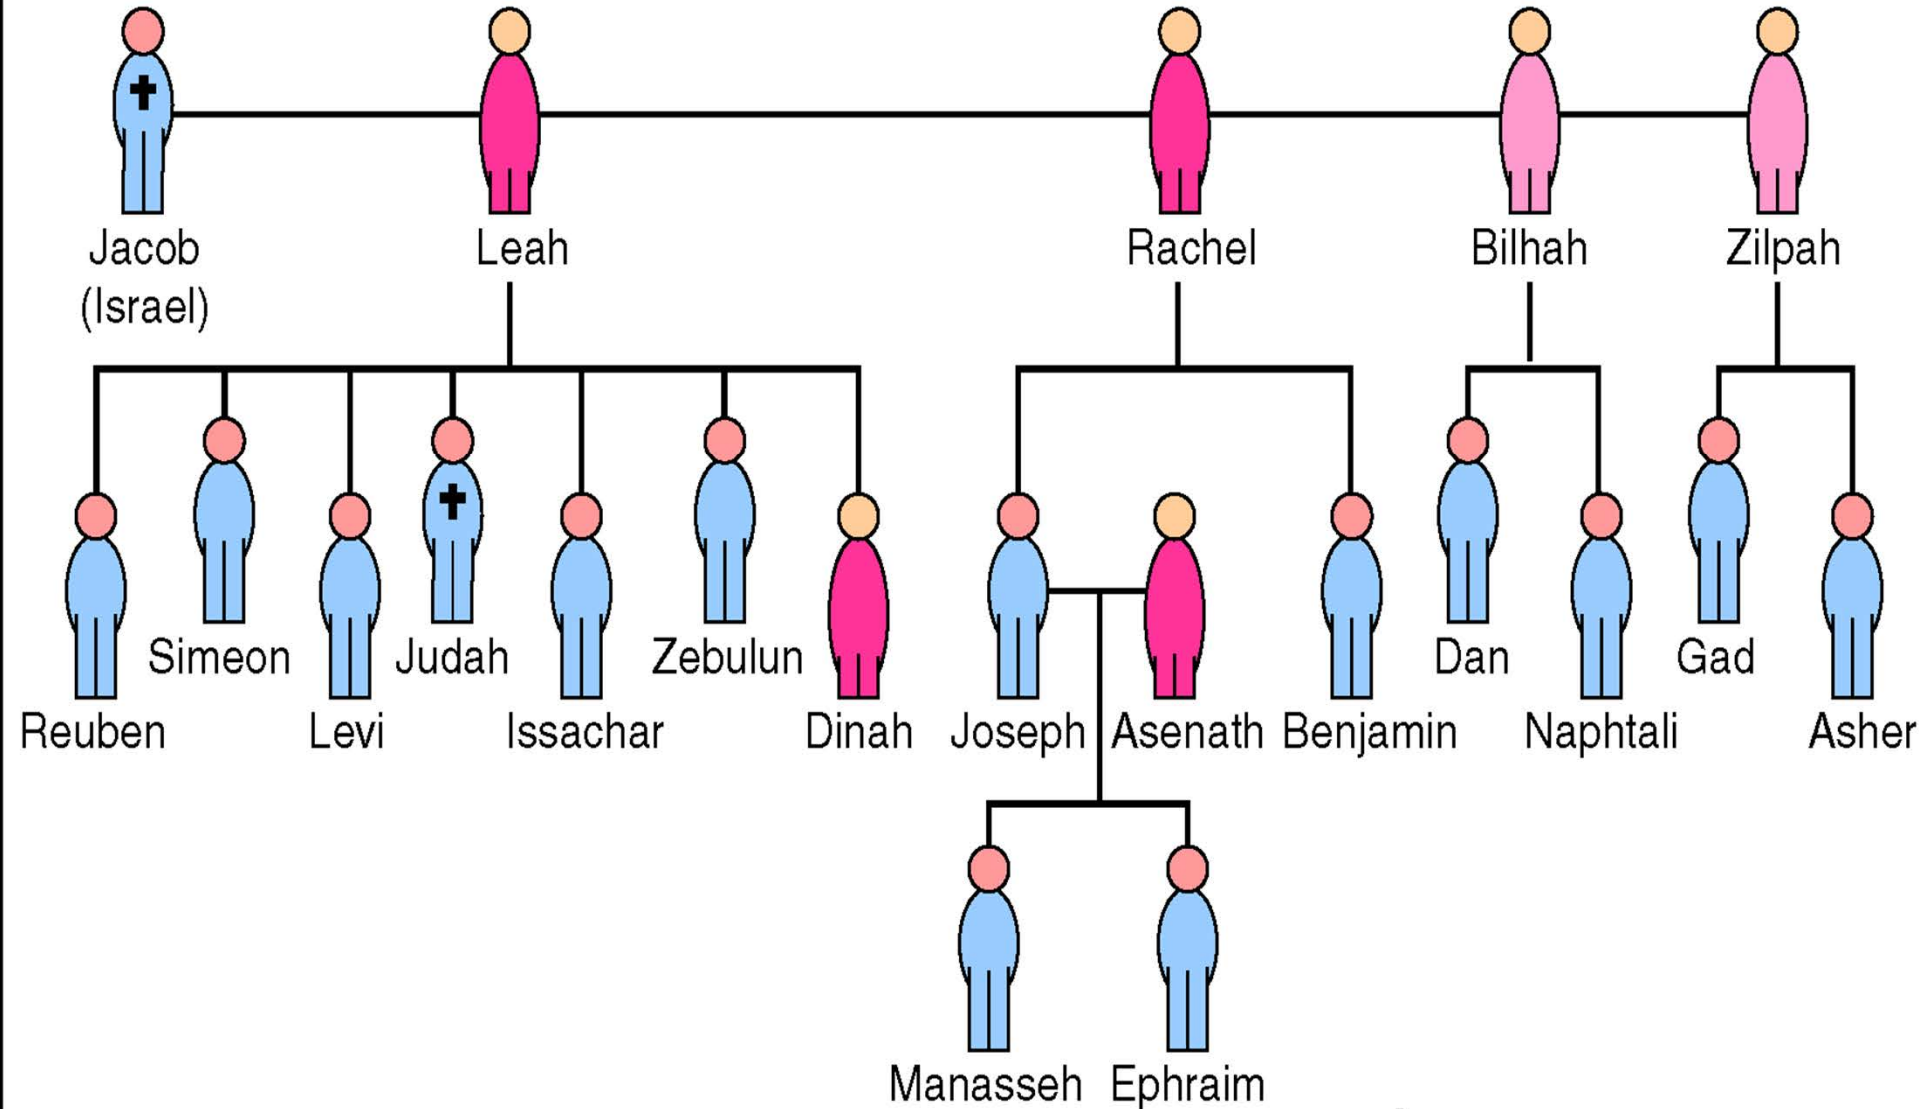 Jacob
(Israel)
Leah
Rachel
Bilhah
Zilpah
Reuben
Simeon
Levi
Judah
Issachar
Zebulun
Dinah
Joseph
Asenath
Benjamin
Dan
Naphtali
Gad
Asher
Manasseh
Ephraim